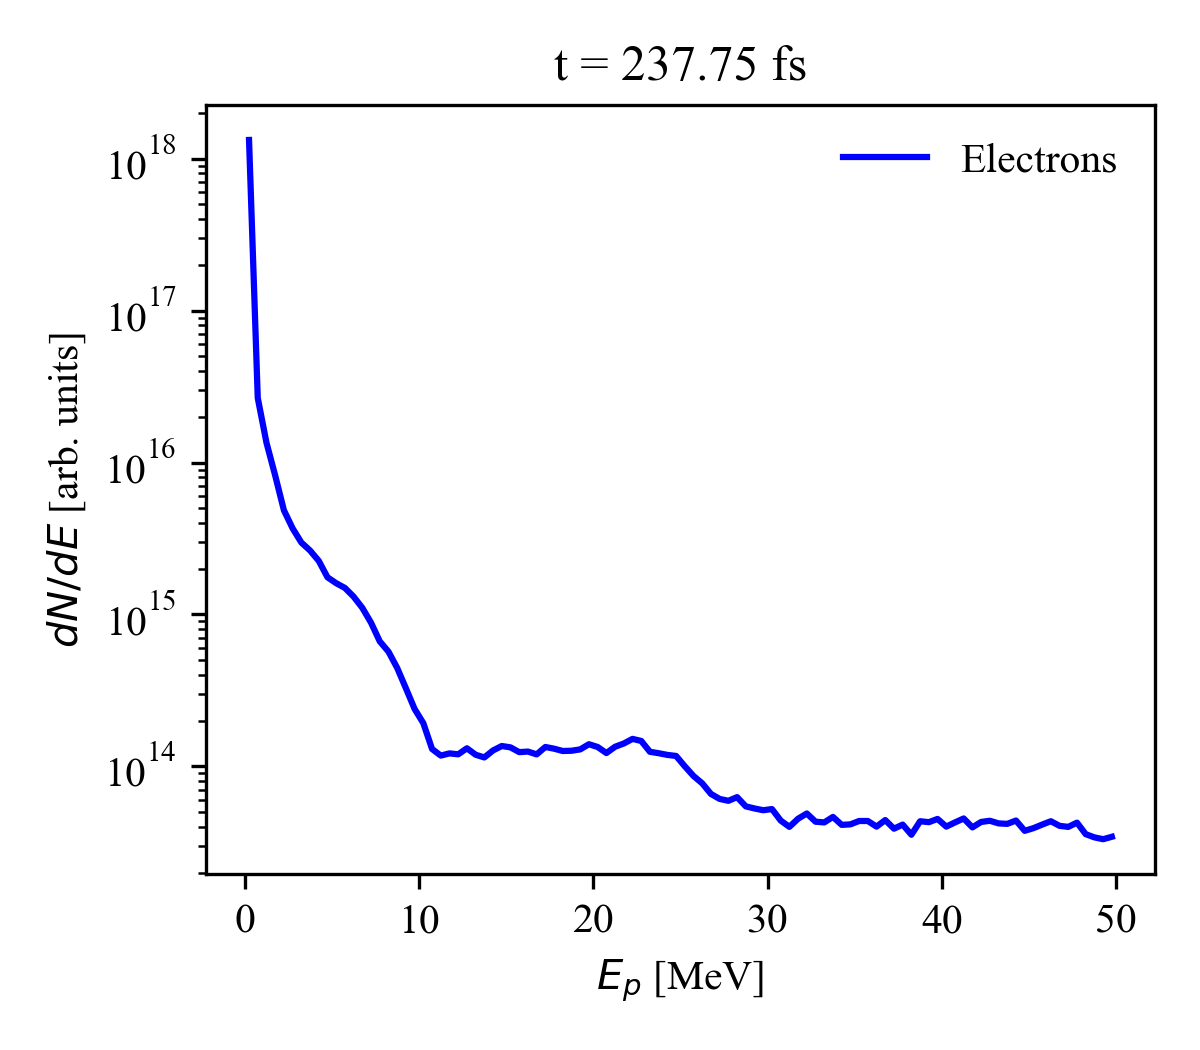 t = 237.75 fs
Electrons
10^18
10^17
10^16
10^15
10^14
dN/dE [arb. units]
0 10 20 30 40 50
E_p [MeV]